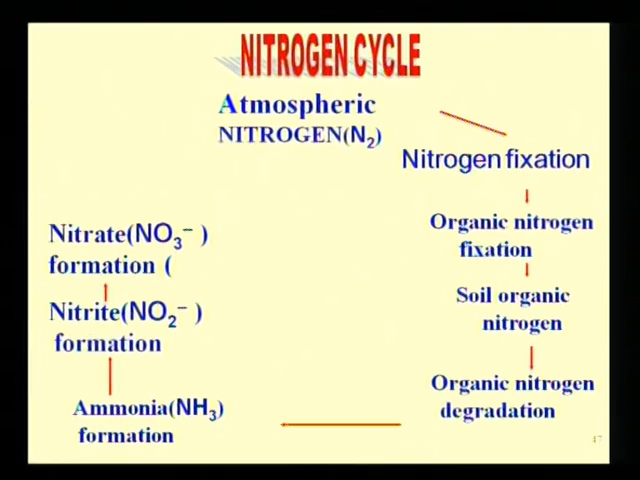 NITROGEN CYCLE
Atmospheric
NITROGEN(N₂)
Nitrogen fixation
Organic nitrogen
fixation
Soil organic
nitrogen
Organic nitrogen
degradation
Ammonia(NH₃)
formation
Nitrite(NO₂⁻ )
formation
Nitrate(NO₃⁻ )
formation (
17